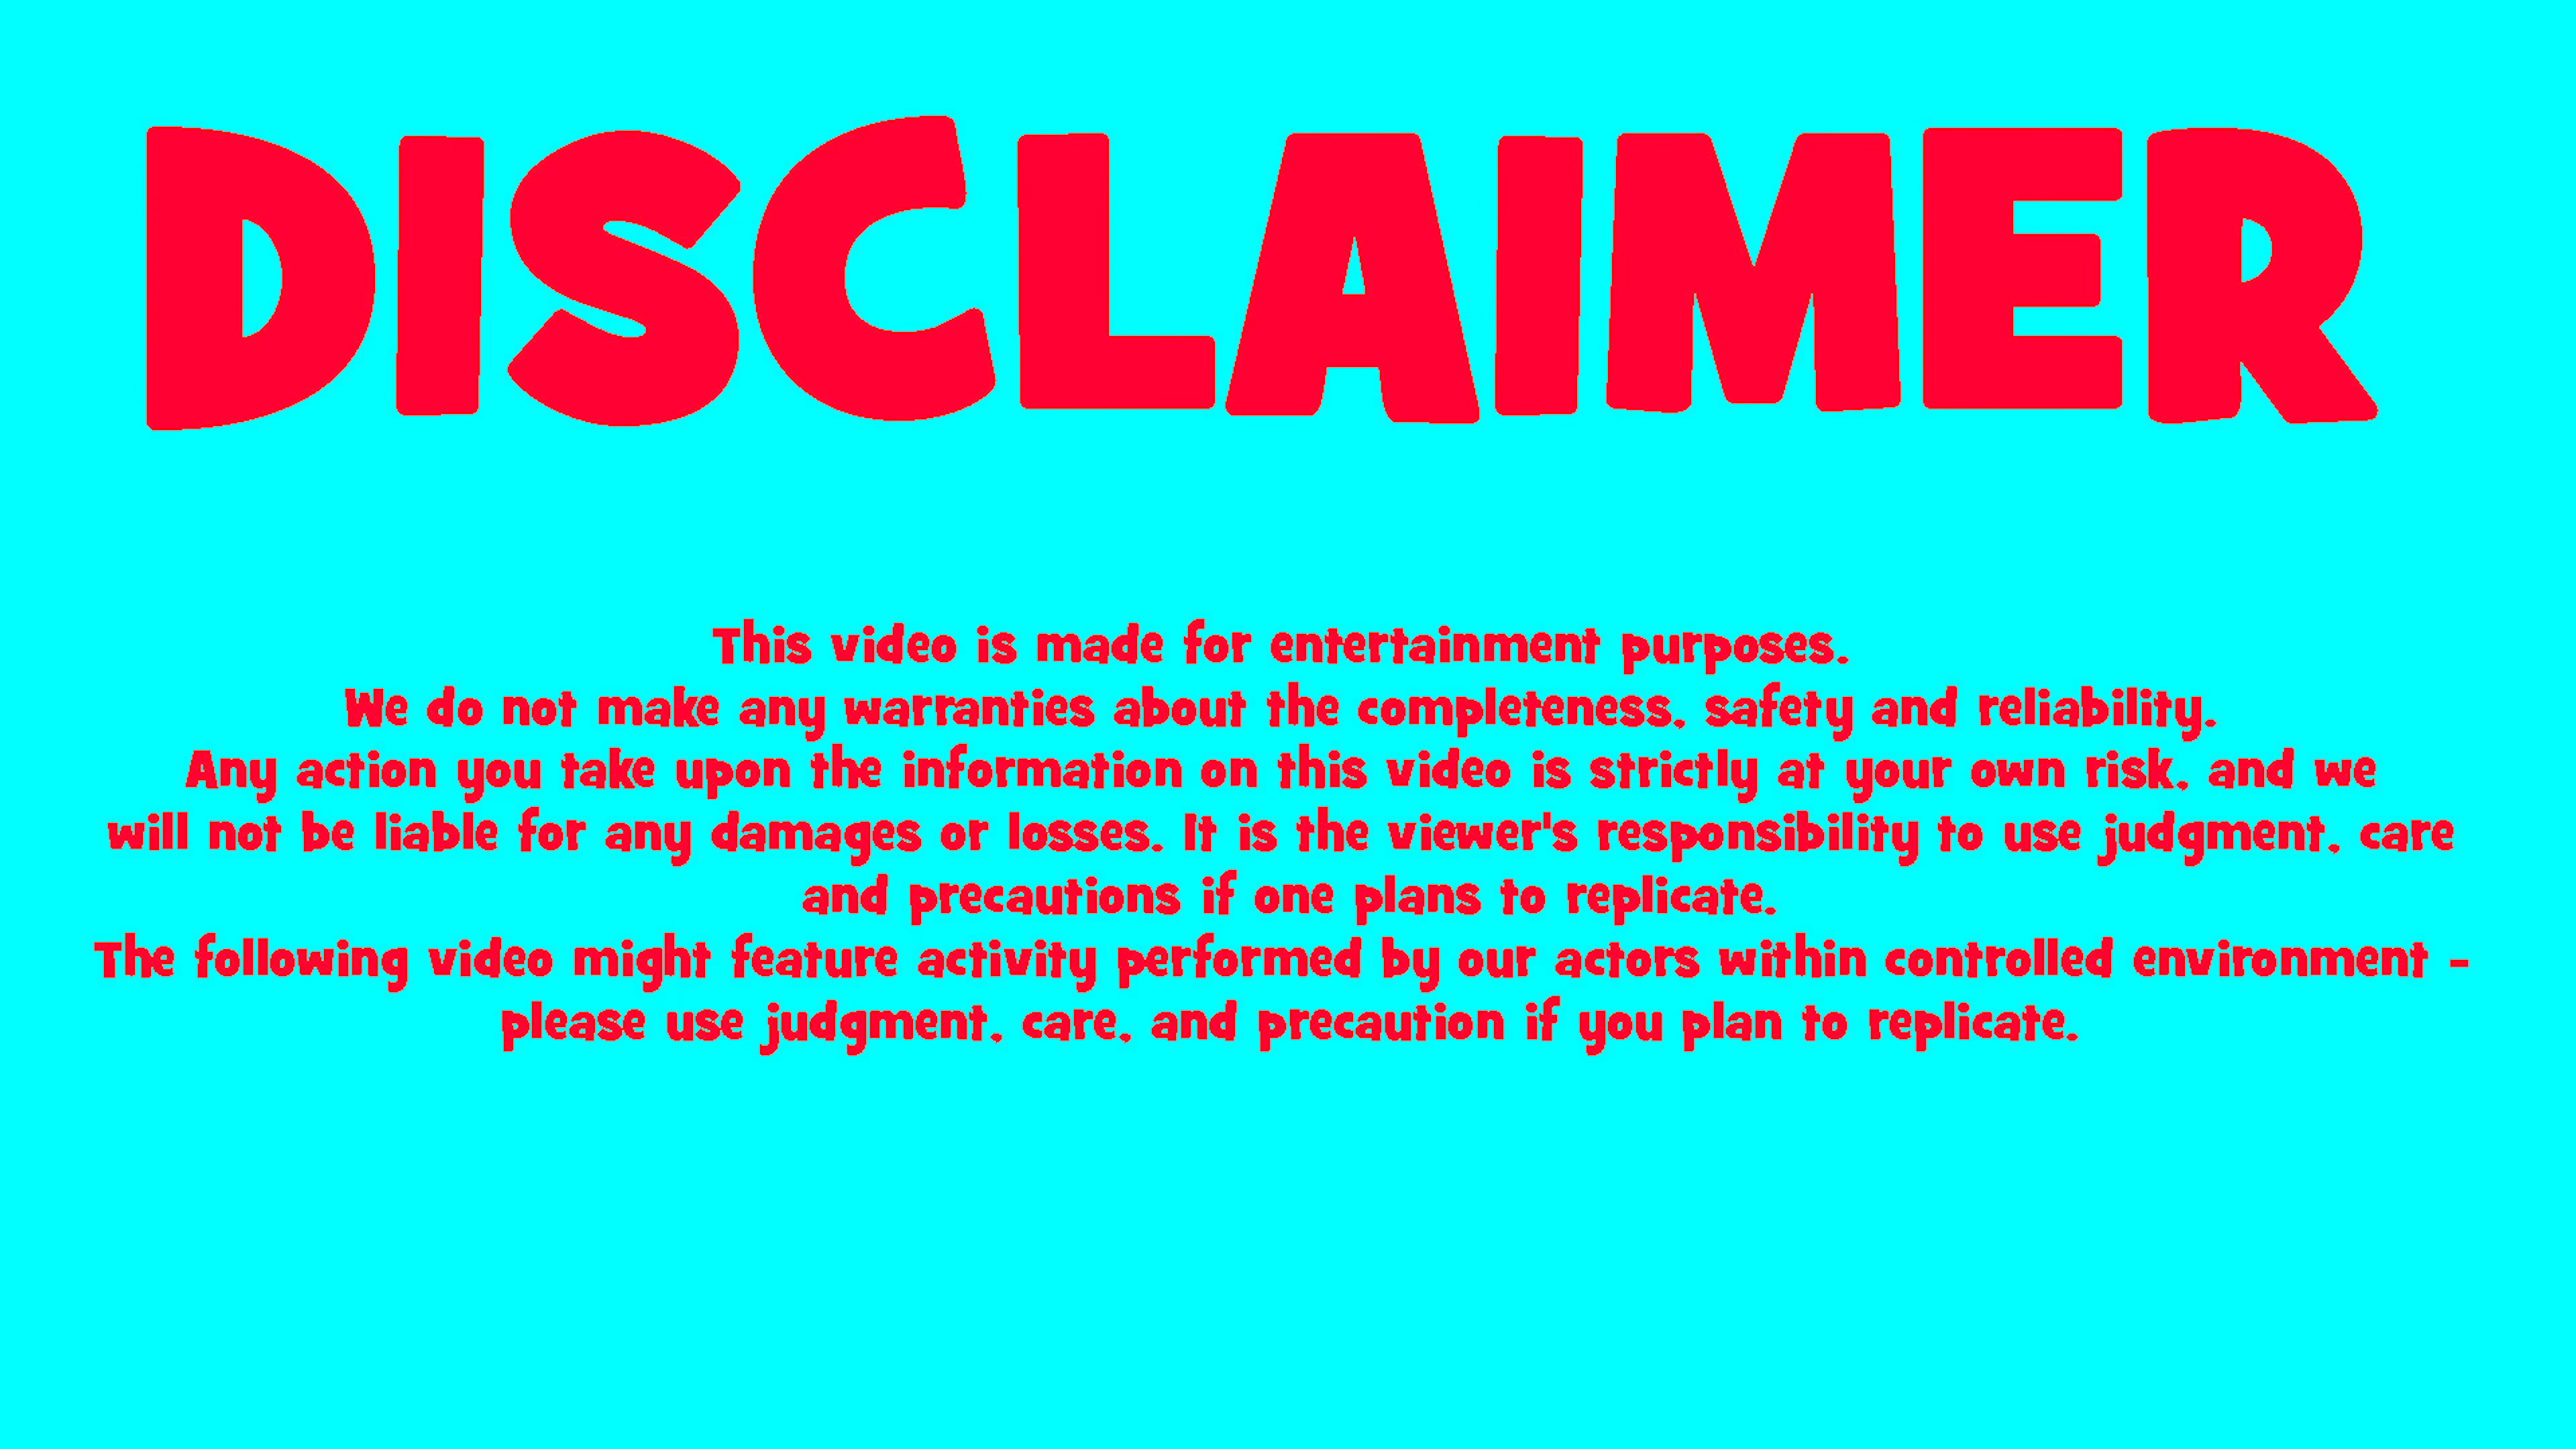 DISCLAIMER
This video is made for entertainment purposes.
We do not make any warranties about the completeness, safety and reliability.
Any action you take upon the information on this video is strictly at your own risk, and we
will not be liable for any damages or losses. It is the viewer's responsibility to use judgment, care
and precautions if one plans to replicate.
The following video might feature activity performed by our actors within controlled environment -
please use judgment, care, and precaution if you plan to replicate.